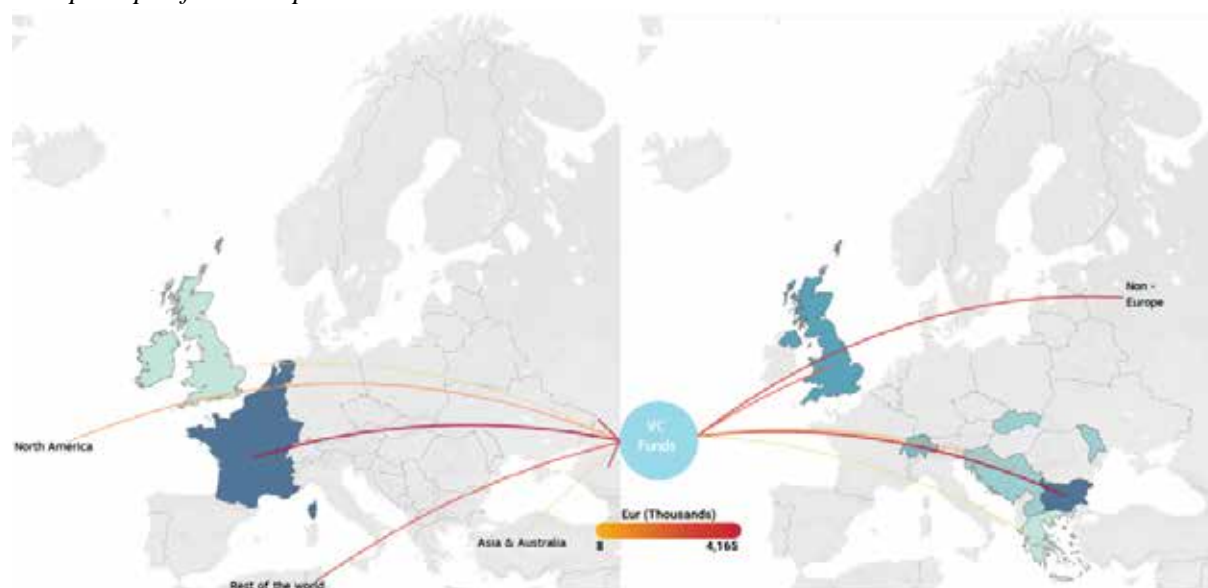 North America
Rest of the world
Asia & Australia
VC
Funds
Eur (Thousands)
8 4,165
Non -
Europe